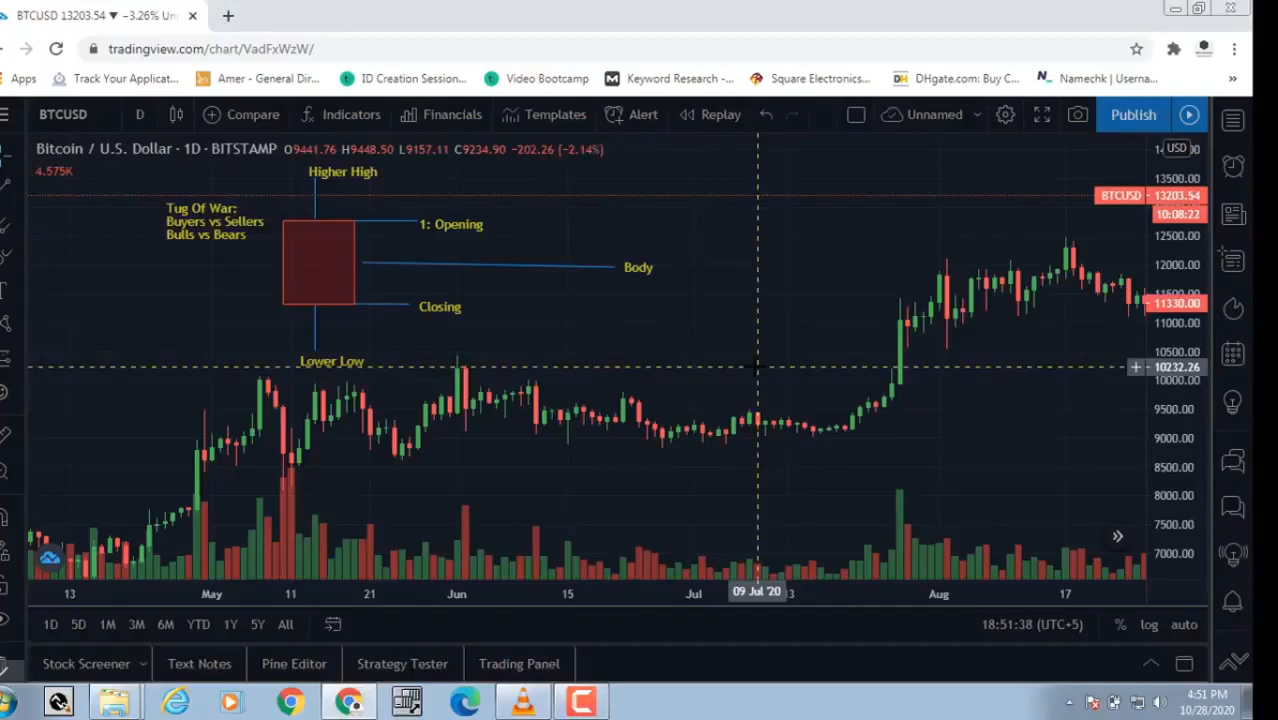 BTCUSD 13203.54 ▼ −3.26% Un
tradingview.com/chart/VadFxWzW/
Apps
Track Your Applicat...
Amer - General Dir...
ID Creation Session...
Video Bootcamp
Keyword Research -...
Square Electronics...
DHgate.com: Buy C...
Namechk | Userna...
»
BTCUSD
D
Compare
Indicators
Financials
Templates
Alert
Replay
Unnamed
Publish
Bitcoin / U.S. Dollar · 1D · BITSTAMP O9441.76 H9448.50 L9157.11 C9234.90 −202.26 (−2.14%)
4.575K
USD
Higher High
Tug Of War:
Buyers vs Sellers
Bulls vs Bears
1: Opening
Body
Closing
Lower Low
13500.00
BTCUSD 13203.54
10:08:22
12500.00
12000.00
11330.00
11000.00
10500.00
10232.26
10000.00
9500.00
9000.00
8500.00
8000.00
7500.00
7000.00
13
May
11
21
Jun
15
Jul
09 Jul '20
Aug
17
1D 5D 1M 3M 6M YTD 1Y 5Y All
18:51:38 (UTC+5)
% log auto
Stock Screener
Text Notes
Pine Editor
Strategy Tester
Trading Panel
4:51 PM
10/28/2020